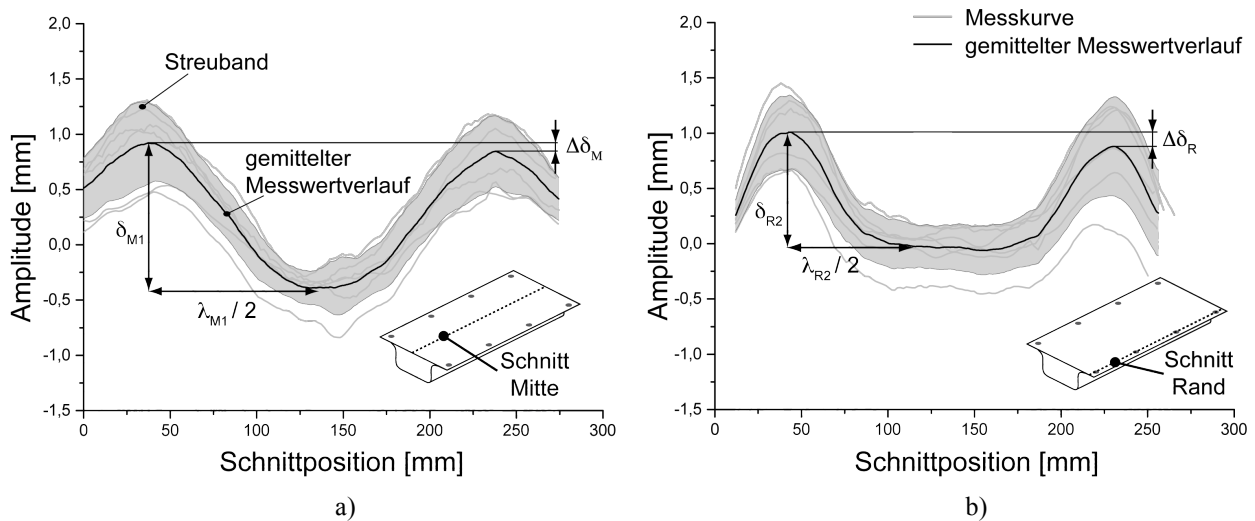 2,0
1,5
1,0
0,5
0,0
-0,5
-1,0
-1,5
Amplitude [mm]
0
50
100
150
200
250
300
Schnittposition [mm]
Streuband
gemittelter
Messwertverlauf
δM1
λM1 / 2
ΔδM
Schnitt
Mitte
a)
Messkurve
gemittelter Messwertverlauf
2,0
1,5
1,0
0,5
0,0
-0,5
-1,0
-1,5
Amplitude [mm]
0
50
100
150
200
250
300
Schnittposition [mm]
δR2
λR2 / 2
ΔδR
Schnitt
Rand
b)